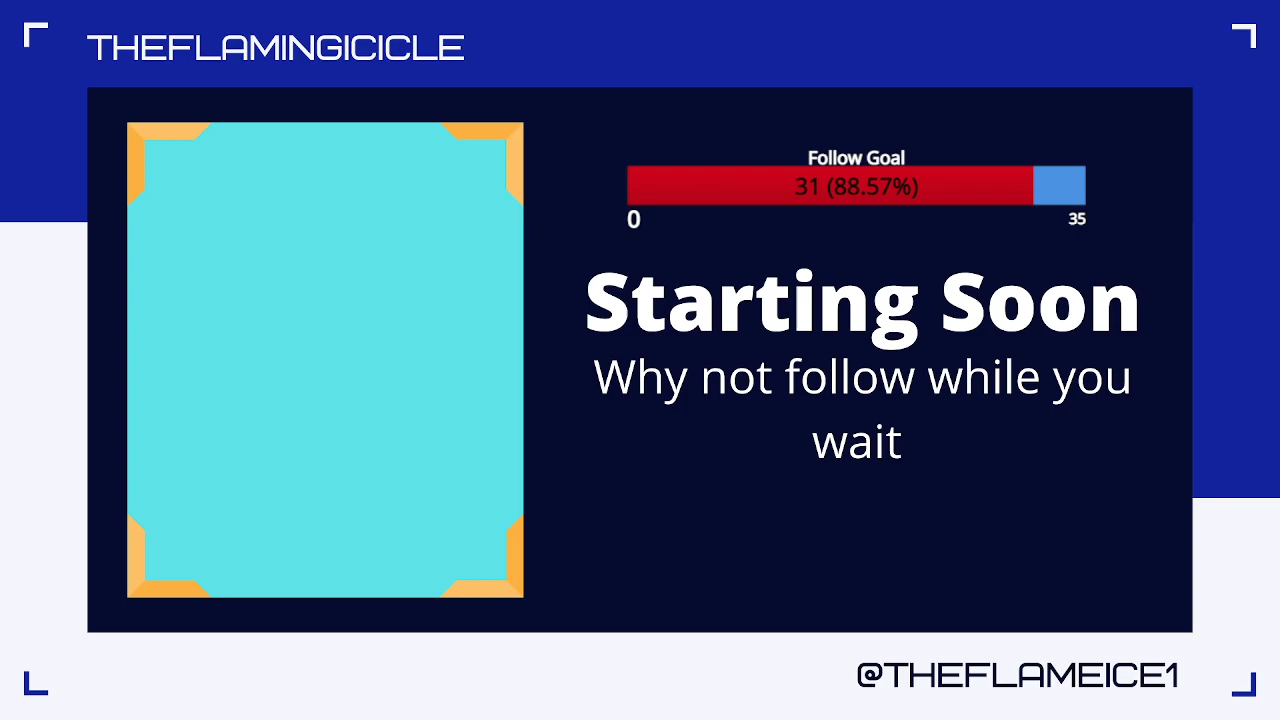 THEFLAMINGICICLE
Follow Goal
31 (88.57%)
0
35
Starting Soon
Why not follow while you
wait
@THEFLAMEICE1